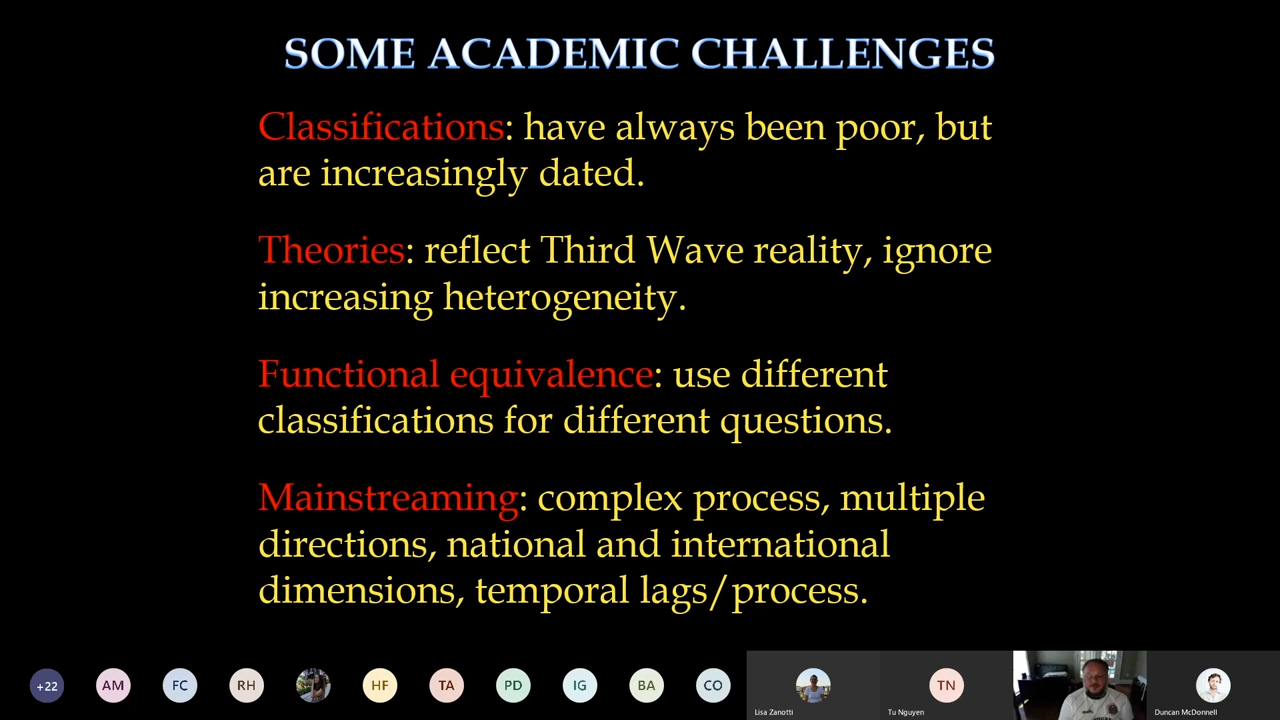 SOME ACADEMIC CHALLENGES
Classifications: have always been poor, but
are increasingly dated.
Theories: reflect Third Wave reality, ignore
increasing heterogeneity.
Functional equivalence: use different
classifications for different questions.
Mainstreaming: complex process, multiple
directions, national and international
dimensions, temporal lags/process.
+22 AM FC RH HF TA PD IG BA CO TN
Lisa Zanotti Tu Nguyen Duncan McDonnell